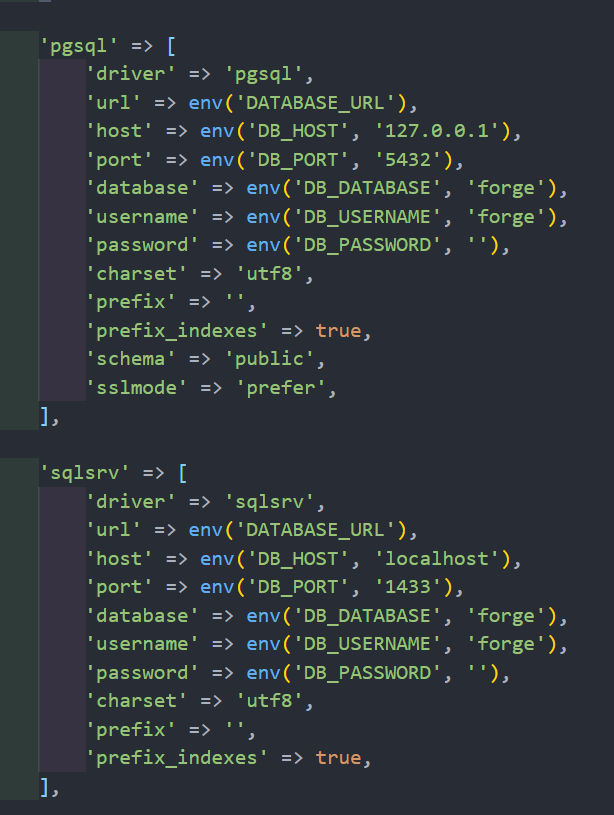 'pgsql' => [
'driver' => 'pgsql',
'url' => env('DATABASE_URL'),
'host' => env('DB_HOST', '127.0.0.1'),
'port' => env('DB_PORT', '5432'),
'database' => env('DB_DATABASE', 'forge'),
'username' => env('DB_USERNAME', 'forge'),
'password' => env('DB_PASSWORD', ''),
'charset' => 'utf8',
'prefix' => '',
'prefix_indexes' => true,
'schema' => 'public',
'sslmode' => 'prefer',
],
'sqlsrv' => [
'driver' => 'sqlsrv',
'url' => env('DATABASE_URL'),
'host' => env('DB_HOST', 'localhost'),
'port' => env('DB_PORT', '1433'),
'database' => env('DB_DATABASE', 'forge'),
'username' => env('DB_USERNAME', 'forge'),
'password' => env('DB_PASSWORD', ''),
'charset' => 'utf8',
'prefix' => '',
'prefix_indexes' => true,
],